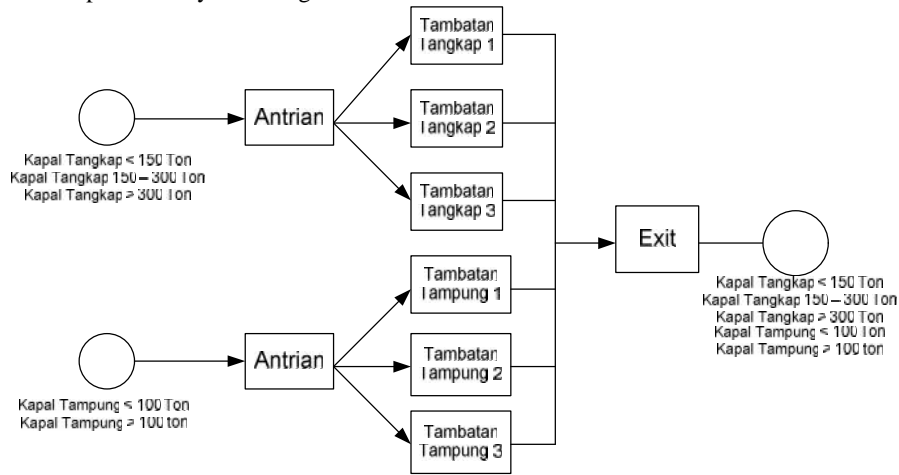 Tambatan
Tangkap 1
Antrian
Tambatan
Tangkap 2
Kapal Tangkap < 150 Ton
Kapal Tangkap 150 – 300 Ton
Kapal Tangkap > 300 Ton
Tambatan
Tangkap 3
Exit
Kapal Tangkap < 150 Ton
Kapal Tangkap 150 – 300 Ton
Kapal Tangkap > 300 Ton
Kapal Tampung < 100 Ton
Kapal Tampung > 100 ton
Tambatan
Tampung 1
Antrian
Tambatan
Tampung 2
Kapal Tampung < 100 Ton
Kapal Tampung > 100 ton
Tambatan
Tampung 3